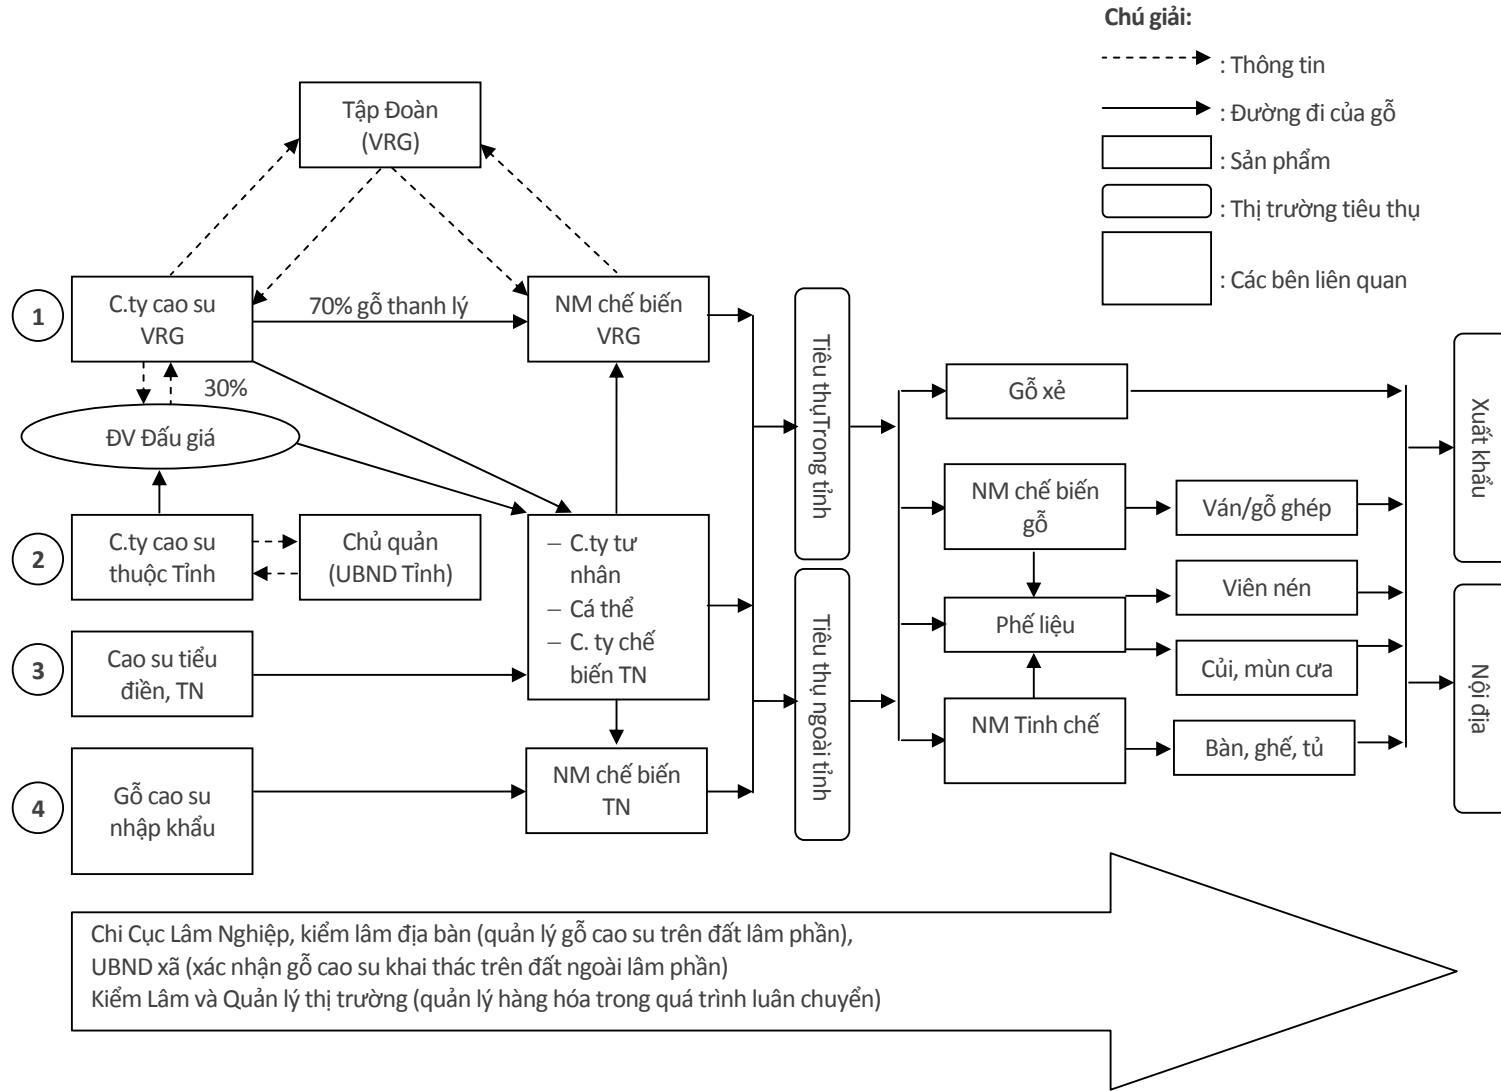 Chú giải:
: Thông tin
: Đường đi của gỗ
: Sản phẩm
: Thị trường tiêu thụ
: Các bên liên quan
Tập Đoàn
(VRG)
1
C.ty cao su
VRG
70% gỗ thanh lý
NM chế biến
VRG
30%
ĐV Đấu giá
2
C.ty cao su
thuộc Tỉnh
Chủ quản
(UBND Tỉnh)
– C.ty tư
nhân
– Cá thể
– C. ty chế
biến TN
3
Cao su tiểu
điền, TN
4
Gỗ cao su
nhập khẩu
NM chế biến
TN
Tiêu thụTrong tỉnh
Tiêu thụ ngoài tỉnh
Gỗ xẻ
NM chế biến
gỗ
Phế liệu
NM Tinh chế
Ván/gỗ ghép
Viên nén
Củi, mùn cưa
Bàn, ghế, tủ
Xuất khẩu
Nội địa
Chi Cục Lâm Nghiệp, kiểm lâm địa bàn (quản lý gỗ cao su trên đất lâm phần),
UBND xã (xác nhận gỗ cao su khai thác trên đất ngoài lâm phần)
Kiểm Lâm và Quản lý thị trường (quản lý hàng hóa trong quá trình luân chuyển)